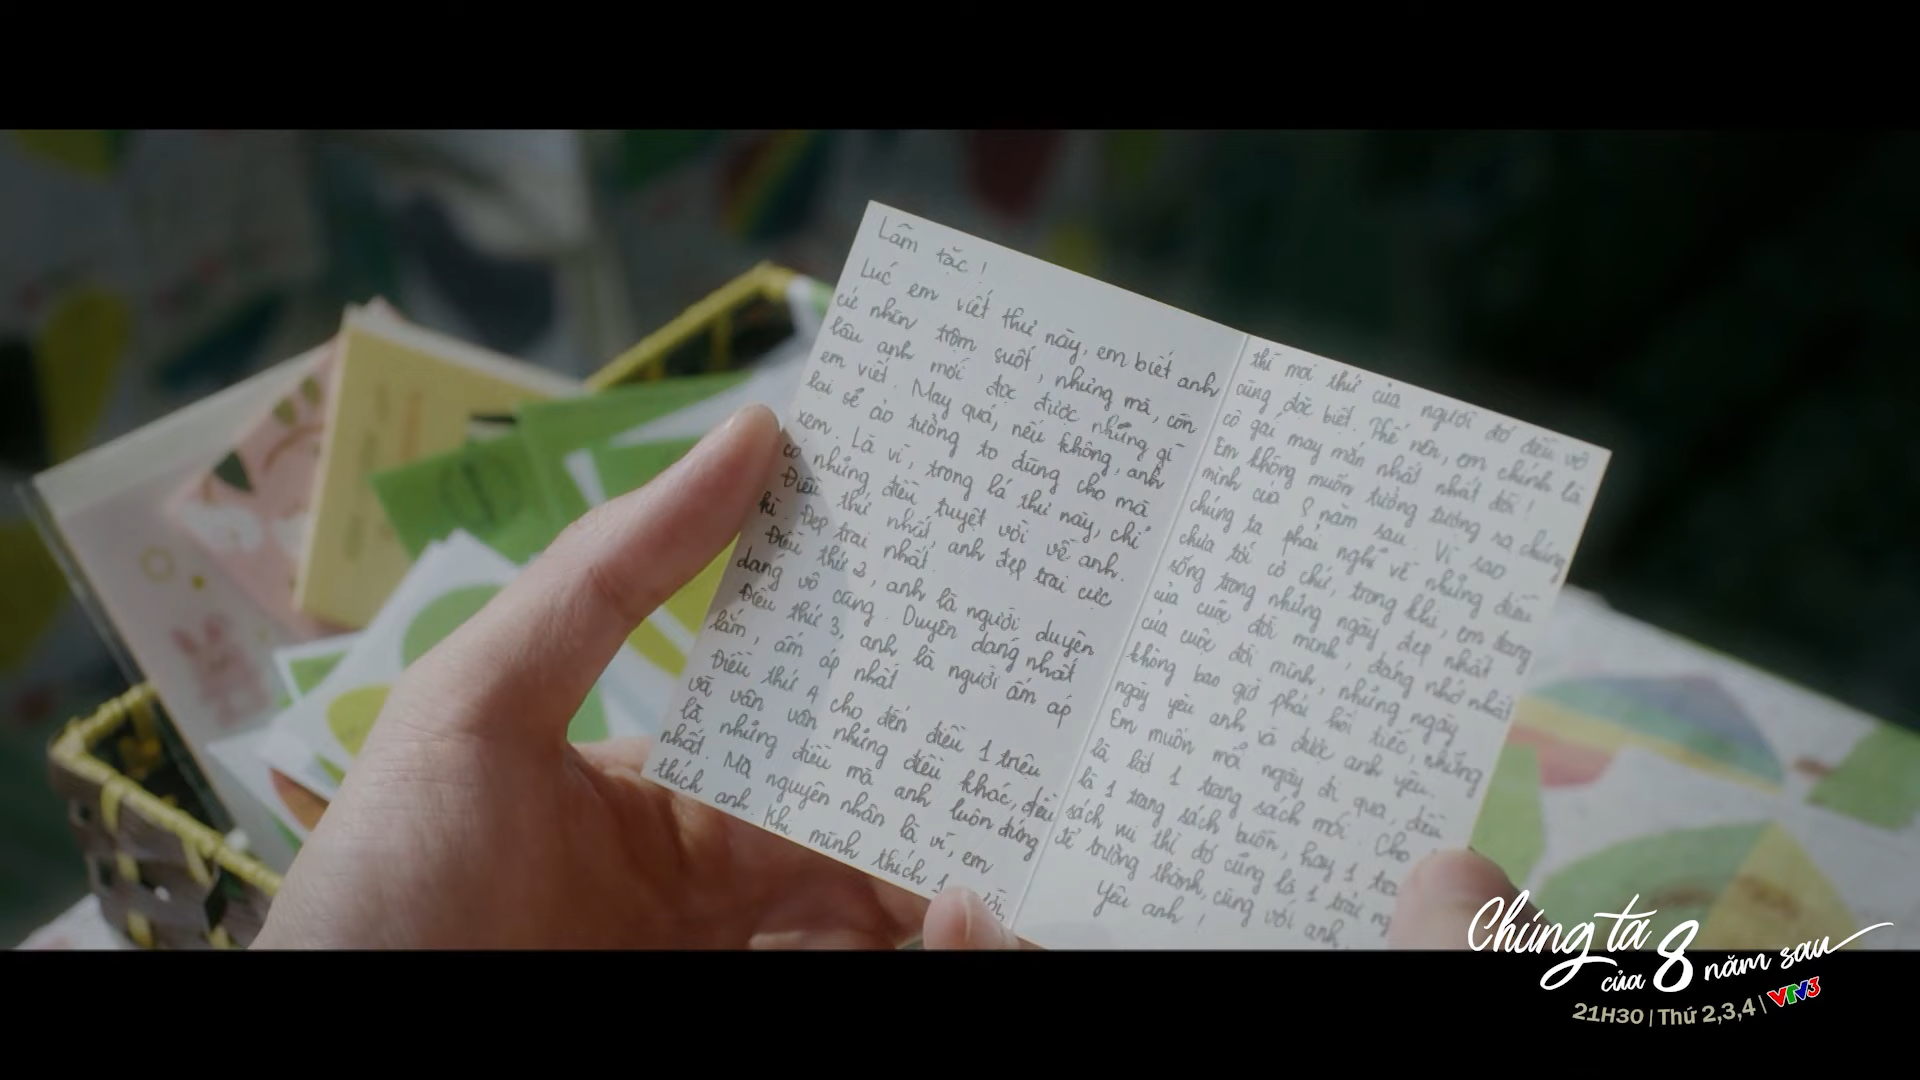 Lâm tặc!
Lúc em viết thư này, em biết anh
cứ nhìn trộm suốt, nhưng mà, còn
lâu anh mới đọc được những gì
em viết. May quá, nếu không, anh
lại sẽ ảo tưởng to đùng cho mà
xem. Là vì, trong lá thư này, chỉ
có những điều tuyệt vời về anh.
Điều thứ nhất, anh đẹp trai cực
kì. Đẹp trai nhất.
Điều thứ 2, anh là người duyên
dáng vô cùng. Duyên dáng nhất
Điều thứ 3, anh là người ấm áp
lắm, ấm áp nhất
Điều thứ 4 cho đến điều 1 triệu
và vân vân những điều khác, đều
là những điều mà anh luôn đứng
nhất. Mà nguyên nhân là vì, em
thích anh. Khi mình thích 1
thì mọi thứ của người đó đều vô
cùng đặc biệt. Thế nên, em chính là
cô gái may mắn nhất nhất đời!
Em không muốn tưởng tượng ra chúng
mình của 8 năm sau. Vì sao
chúng ta phải nghĩ về những điều
chưa tới cơ chứ, trong khi, em đang
sống trong những ngày đẹp nhất
của cuộc đời mình, đáng nhớ nhất
của cuộc đời mình, những ngày
không bao giờ phải hối tiếc, những
ngày yêu anh và được anh yêu.
Em muốn mỗi ngày đi qua, đều
là lật 1 trang sách mới. Cho
là 1 trang sách buồn, hay 1
sách vui thì đó cũng là 1 trải
để trưởng thành, cùng với anh.
Yêu anh!
Chúng ta
của 8 năm sau
21H30 | Thứ 2,3,4 | VTV3